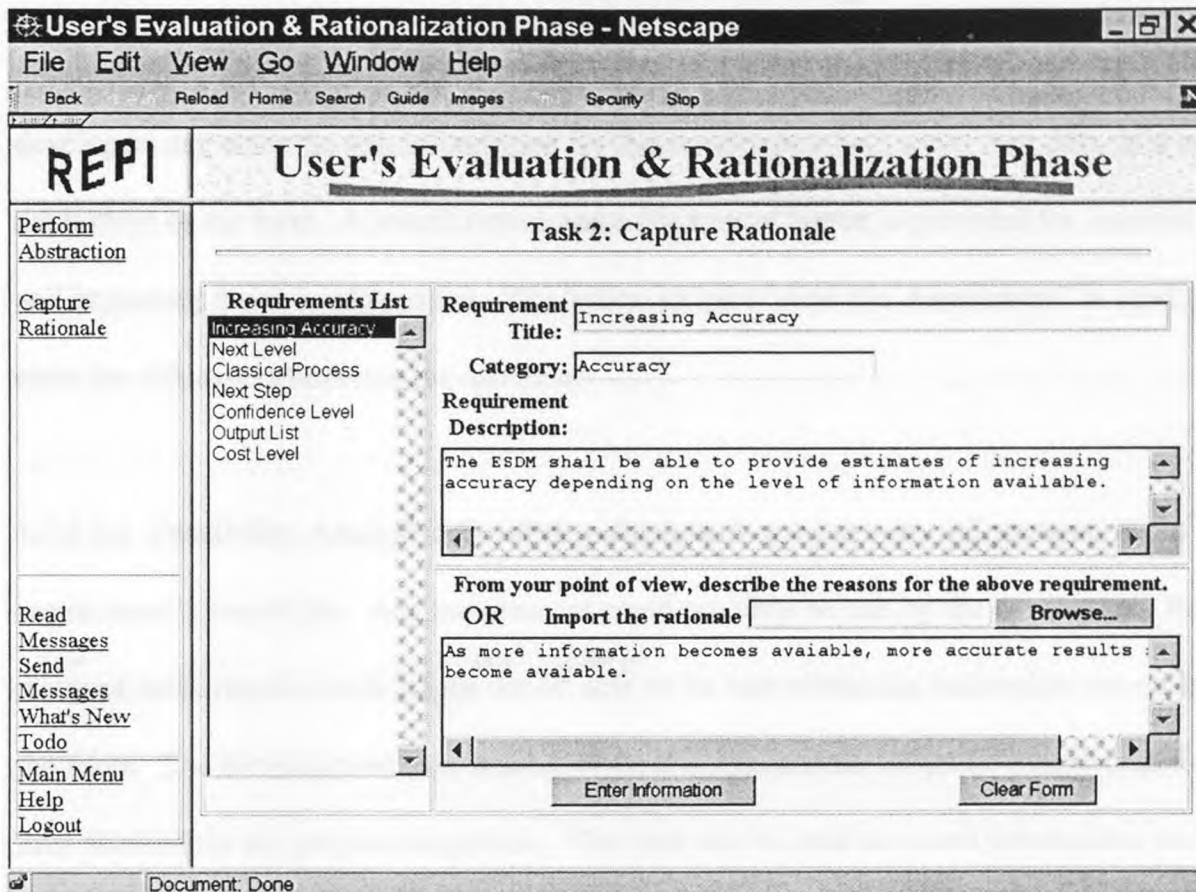 User's Evaluation & Rationalization Phase - Netscape
File Edit View Go Window Help
Back Reload Home Search Guide Images Security Stop
REPI
User's Evaluation & Rationalization Phase
Perform
Abstraction
Capture
Rationale
Read
Messages
Send
Messages
What's New
Todo
Main Menu
Help
Logout
Task 2: Capture Rationale
Requirements List
Increasing Accuracy
Next Level
Classical Process
Next Step
Confidence Level
Output List
Cost Level
Requirement
Title: Increasing Accuracy
Category: Accuracy
Requirement
Description:
The ESDM shall be able to provide estimates of increasing
accuracy depending on the level of information available.
From your point of view, describe the reasons for the above requirement.
OR Import the rationale Browse...
As more information becomes avaiable, more accurate results
become avaiable.
Enter Information Clear Form
Document: Done